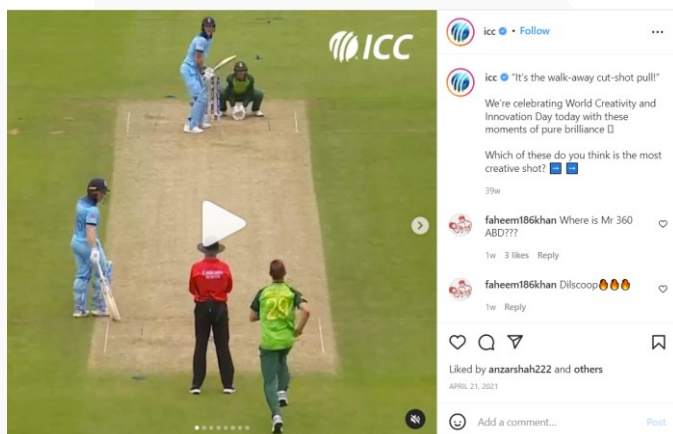 ICC
icc • Follow
icc "It's the walk-away cut-shot pull!"
We're celebrating World Creativity and
Innovation Day today with these
moments of pure brilliance
Which of these do you think is the most
creative shot?
39w
faheem186khan Where is Mr 360
ABD???
1w 3 likes Reply
faheem186khan Dilscoop🔥🔥🔥
1w Reply
Emirates
29
Liked by anzarshah222 and others
APRIL 21, 2021
Add a comment...
Post